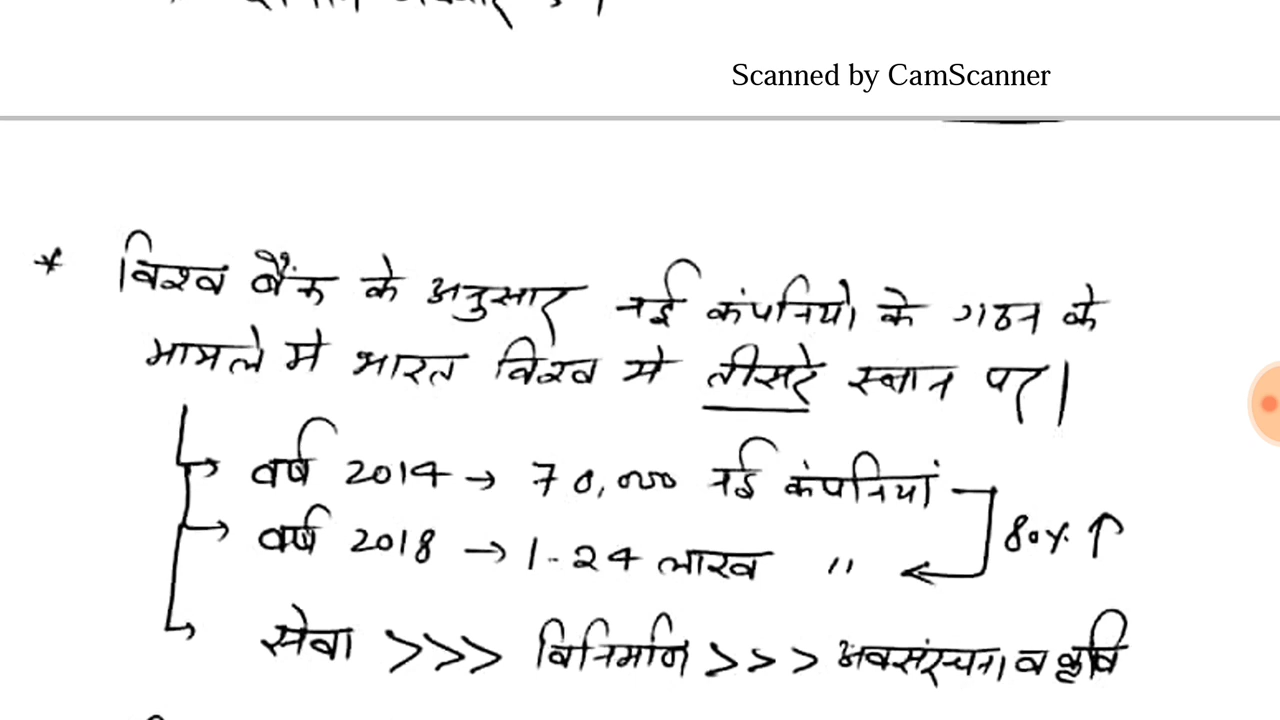 Scanned by CamScanner
* विश्व बैंक के अनुसार नई कंपनियो के गठन के
मामले मे भारत विश्व मे तीसरे स्थान पर।
वर्ष 2014 → 70,000 नई कंपनियां
वर्ष 2018 → 1.24 लाख " 80% ↑
सेवा >>> विनिर्माण >>> अवसंरचना व कृषि